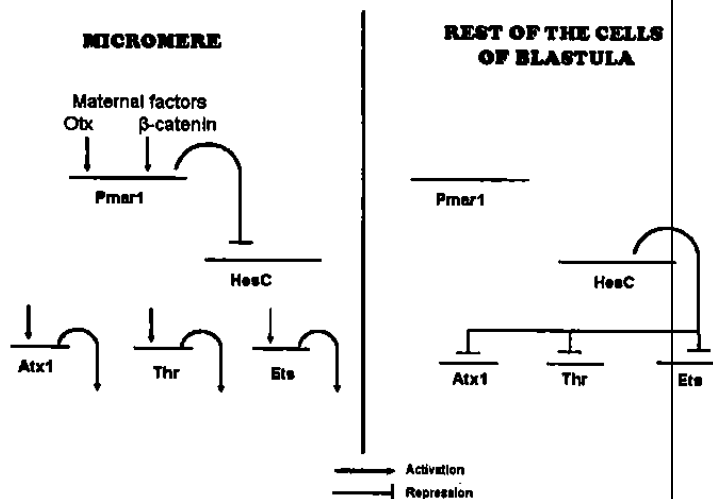 MICROMERE
Maternal factors
Otx β-catenin
Pmar1
HesC
Atx1 Thr Ets
REST OF THE CELLS
OF BLASTULA
Pmar1
HesC
Atx1 Thr Ets
Activation
Repression